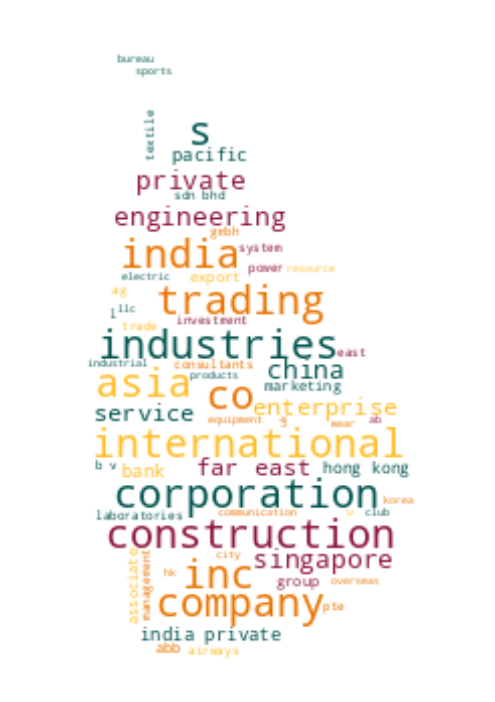 bureau
sports
textile
s
pacific
private
sdn bhd
engineering
gmbh
india
system
power resource
electric export
ag
trading
l llc
investment
trade
industries
east
industrial consultants
china
products
asia
marketing
co
enterprise
service
equipment
wear ab
international
b v bank
far east
hong kong
corporation
korea
laboratories communication
club
construction
city
singapore
associate
management
hk
inc
group overseas
company
pte
india private
abb airways